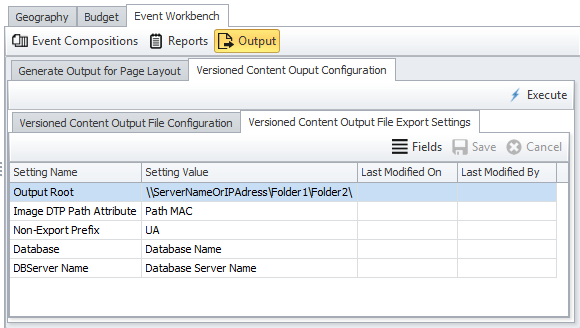 Geography Budget Event Workbench
Event Compositions Reports Output
Generate Output for Page Layout Versioned Content Ouput Configuration
Execute
Versioned Content Output File Configuration Versioned Content Output File Export Settings
Fields Save Cancel
Setting Name Setting Value Last Modified On Last Modified By
Output Root \\ServerNameOrIPAdress\Folder1\Folder2\
Image DTP Path Attribute Path MAC
Non-Export Prefix UA
Database Database Name
DBServer Name Database Server Name